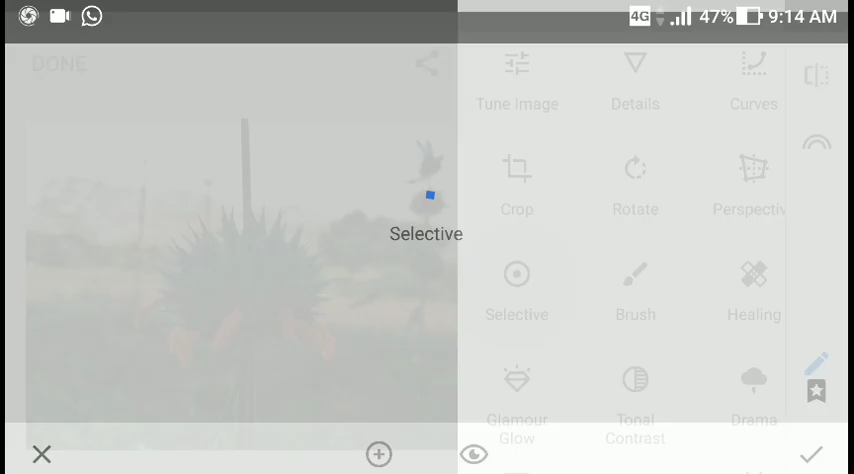 4G 47% 9:14 AM
DONE
Tune Image Details Curves
Crop Rotate Perspectiv
Selective
Selective Brush Healing
Glamour Glow Tonal Contrast Drama